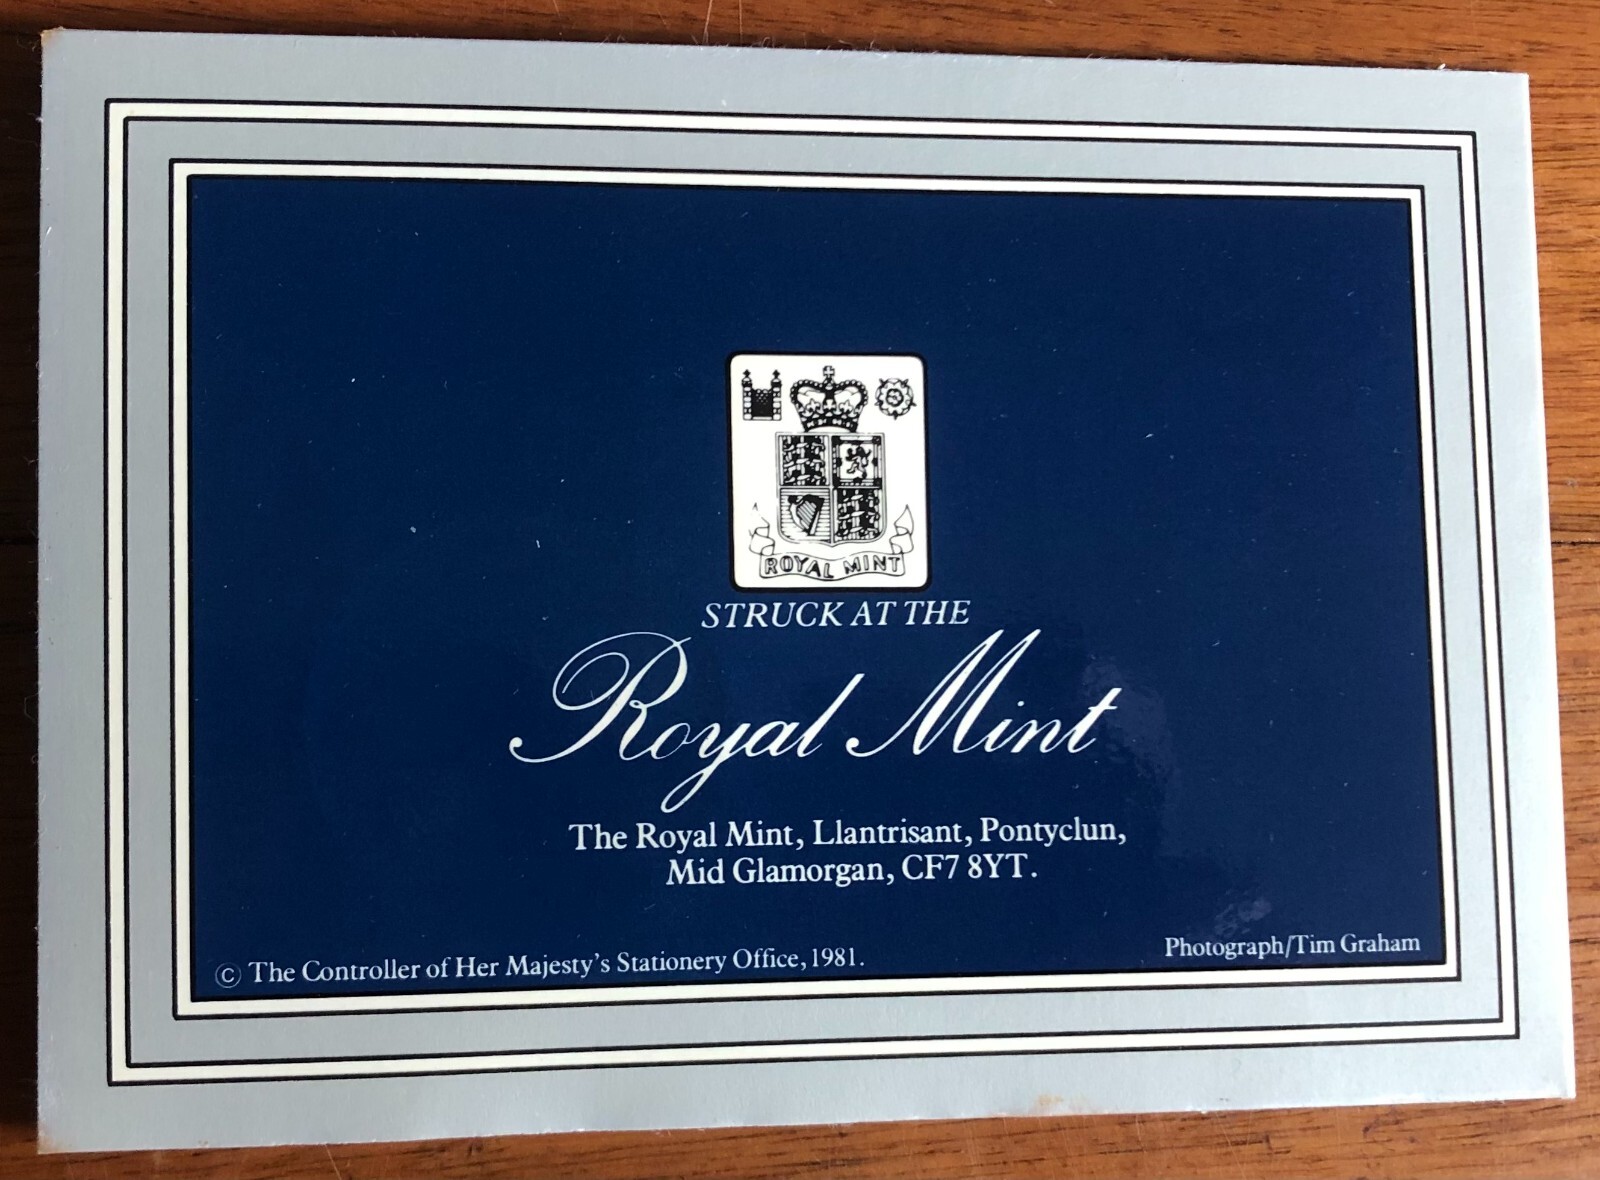 ROYAL MINT
STRUCK AT THE
Royal Mint
The Royal Mint, Llantrisant, Pontyclun,
Mid Glamorgan, CF7 8YT.
© The Controller of Her Majesty's Stationery Office, 1981.
Photograph/Tim Graham